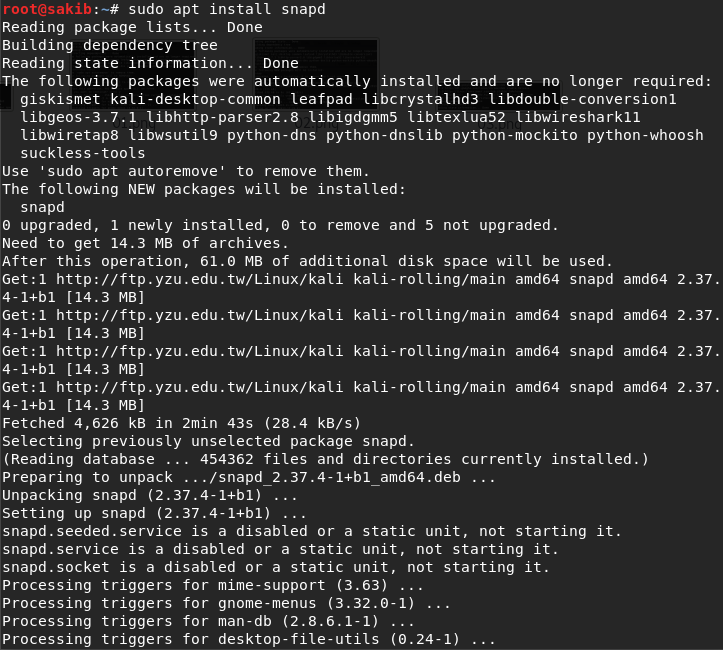 root@sakib:~# sudo apt install snapd
Reading package lists... Done
Building dependency tree
Reading state information... Done
The following packages were automatically installed and are no longer required:
  giskismet kali-desktop-common leafpad libcrystalhd3 libdouble-conversion1
  libgeos-3.7.1 libhttp-parser2.8 libigdgmm5 libtexlua52 libwireshark11
  libwiretap8 libwsutil9 python-dns python-dnslib python-mockito python-whoosh
  suckless-tools
Use 'sudo apt autoremove' to remove them.
The following NEW packages will be installed:
  snapd
0 upgraded, 1 newly installed, 0 to remove and 5 not upgraded.
Need to get 14.3 MB of archives.
After this operation, 61.0 MB of additional disk space will be used.
Get:1 http://ftp.yzu.edu.tw/Linux/kali kali-rolling/main amd64 snapd amd64 2.37.
4-1+b1 [14.3 MB]
Get:1 http://ftp.yzu.edu.tw/Linux/kali kali-rolling/main amd64 snapd amd64 2.37.
4-1+b1 [14.3 MB]
Get:1 http://ftp.yzu.edu.tw/Linux/kali kali-rolling/main amd64 snapd amd64 2.37.
4-1+b1 [14.3 MB]
Get:1 http://ftp.yzu.edu.tw/Linux/kali kali-rolling/main amd64 snapd amd64 2.37.
4-1+b1 [14.3 MB]
Fetched 4,626 kB in 2min 43s (28.4 kB/s)
Selecting previously unselected package snapd.
(Reading database ... 454362 files and directories currently installed.)
Preparing to unpack .../snapd_2.37.4-1+b1_amd64.deb ...
Unpacking snapd (2.37.4-1+b1) ...
Setting up snapd (2.37.4-1+b1) ...
snapd.seeded.service is a disabled or a static unit, not starting it.
snapd.service is a disabled or a static unit, not starting it.
snapd.socket is a disabled or a static unit, not starting it.
Processing triggers for mime-support (3.63) ...
Processing triggers for gnome-menus (3.32.0-1) ...
Processing triggers for man-db (2.8.6.1-1) ...
Processing triggers for desktop-file-utils (0.24-1) ...